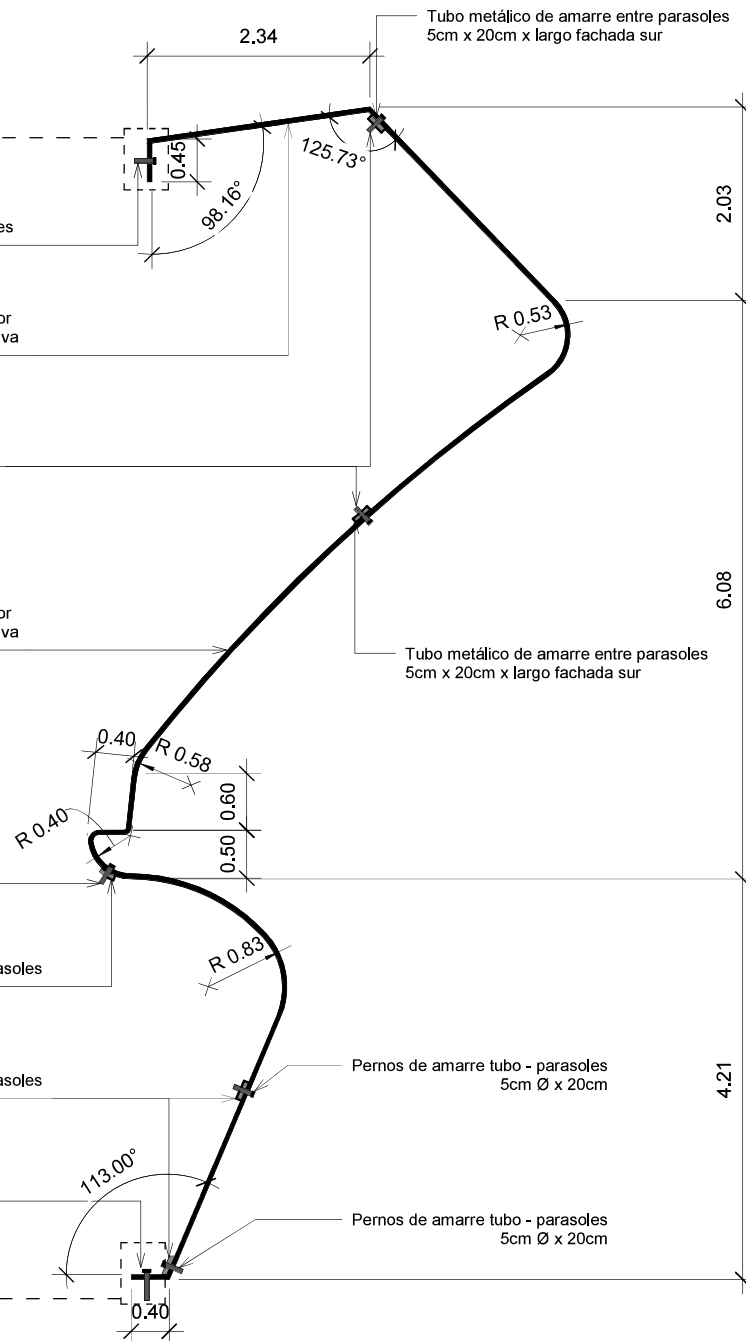 Tubo metálico de amarre entre parasoles
5cm x 20cm x largo fachada sur
2.34
0.45
125.73°
98.16°
2.03
es
or
iva
R 0.53
6.08
or
iva
Tubo metálico de amarre entre parasoles
5cm x 20cm x largo fachada sur
0.40
R 0.58
0.60
R 0.40
0.50
R 0.83
asoles
Pernos de amarre tubo - parasoles
5cm Ø x 20cm
asoles
4.21
113.00°
Pernos de amarre tubo - parasoles
5cm Ø x 20cm
0.40